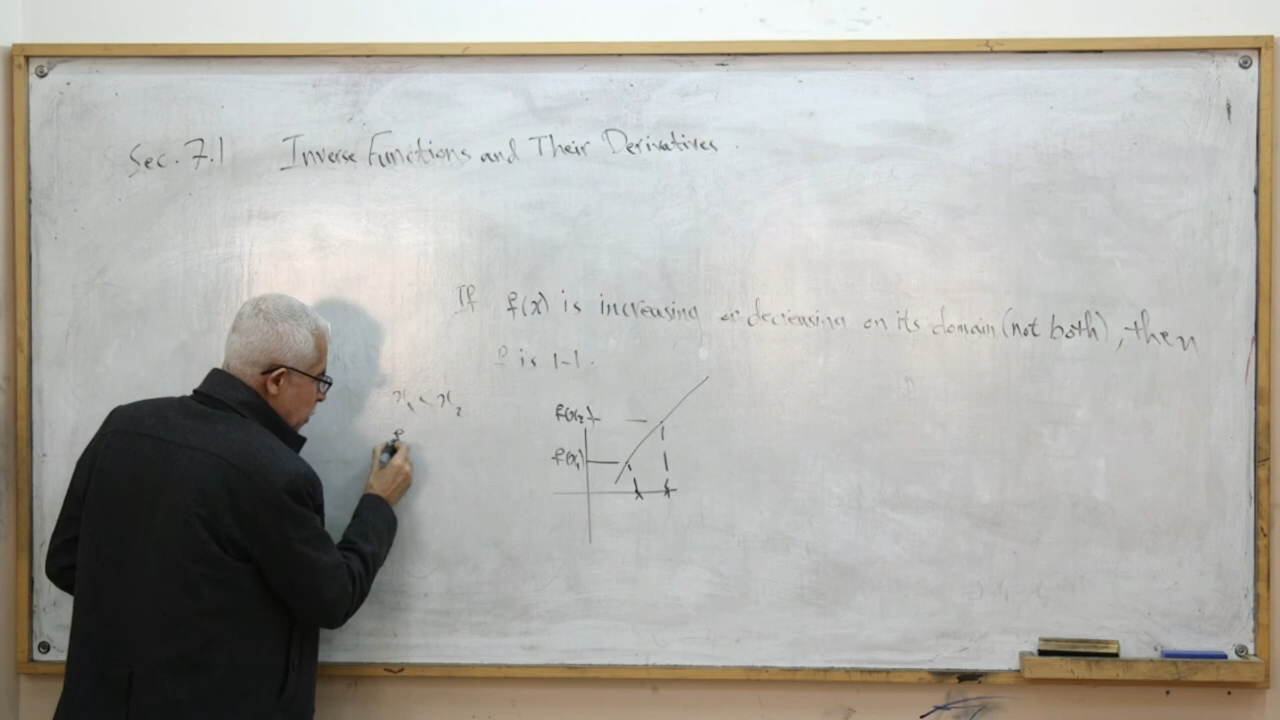 Sec. 7.1 Inverse Functions and Their Derivatives.
If f(x) is increasing or decreasing on its domain (not both), then
f is 1-1.
x₁ < x₂
f
f(x₂)
f(x₁)